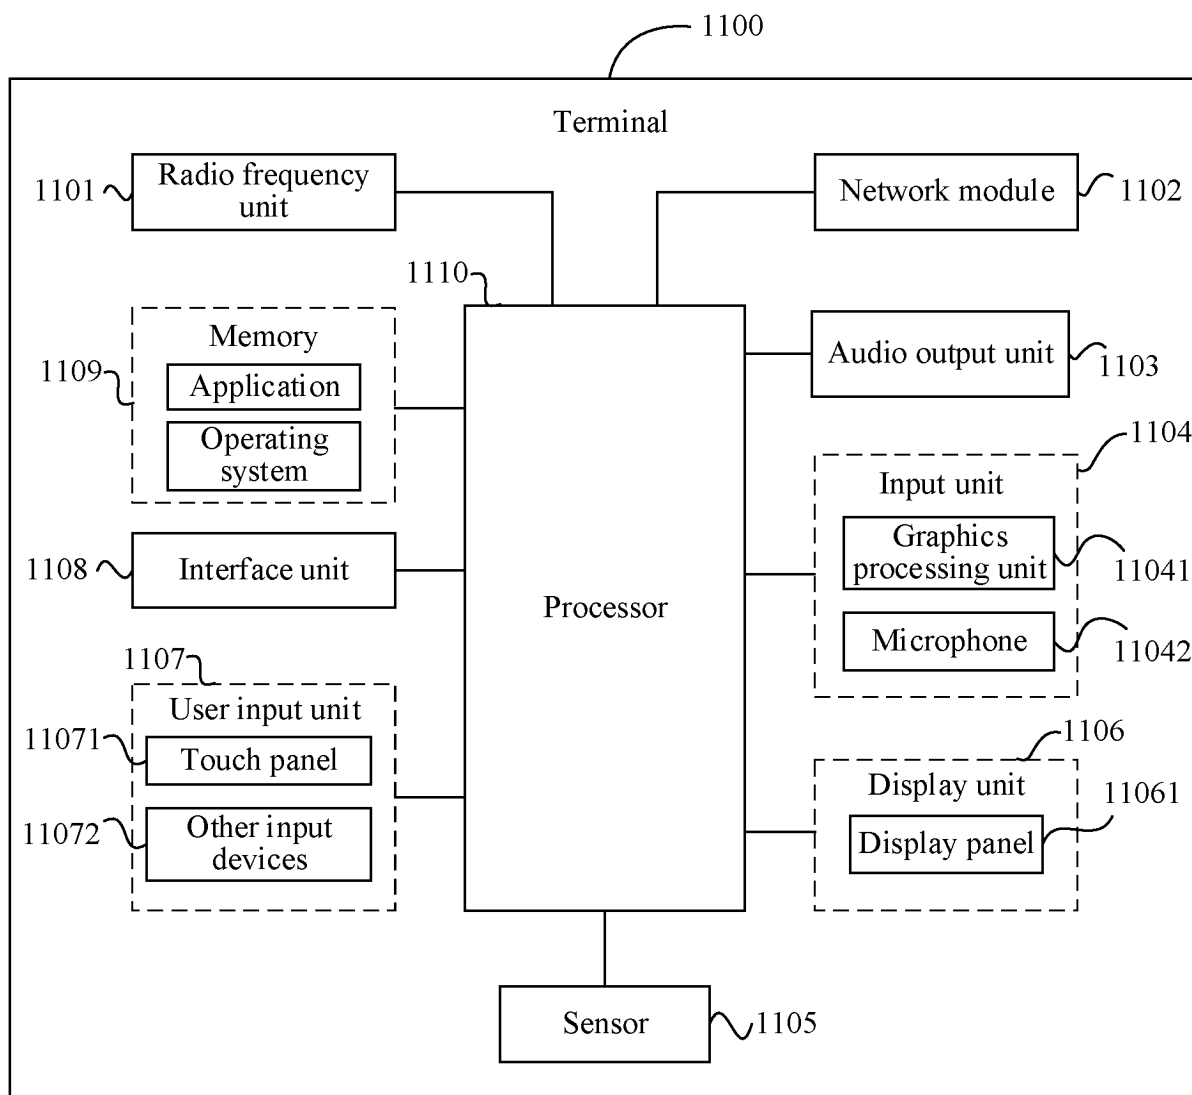 1100
Terminal
1101
Radio frequency
unit
Network module
1102
1110
1109
Memory
Application
Operating
system
Audio output unit
1103
1104
Input unit
Graphics
processing unit
11041
Microphone
11042
1108
Interface unit
Processor
1107
User input unit
11071
Touch panel
11072
Other input
devices
1106
Display unit
11061
Display panel
Sensor
1105